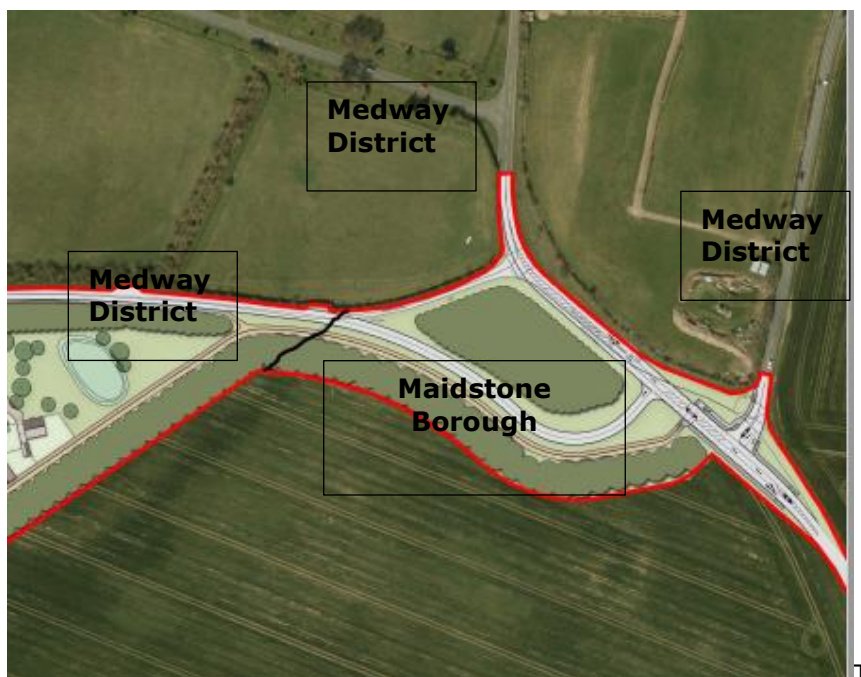 Medway
District
Medway
District
Medway
District
Maidstone
Borough
T